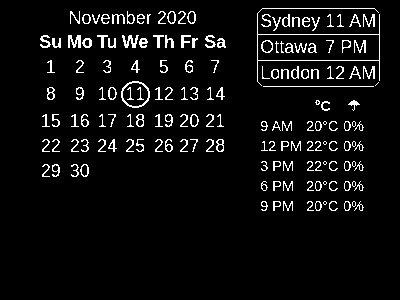 November 2020
Su Mo Tu We Th Fr Sa
1 2 3 4 5 6 7
8 9 10 11 12 13 14
15 16 17 18 19 20 21
22 23 24 25 26 27 28
29 30
Sydney 11 AM
Ottawa 7 PM
London 12 AM
°C ☂
9 AM 20°C 0%
12 PM 22°C 0%
3 PM 22°C 0%
6 PM 20°C 0%
9 PM 20°C 0%